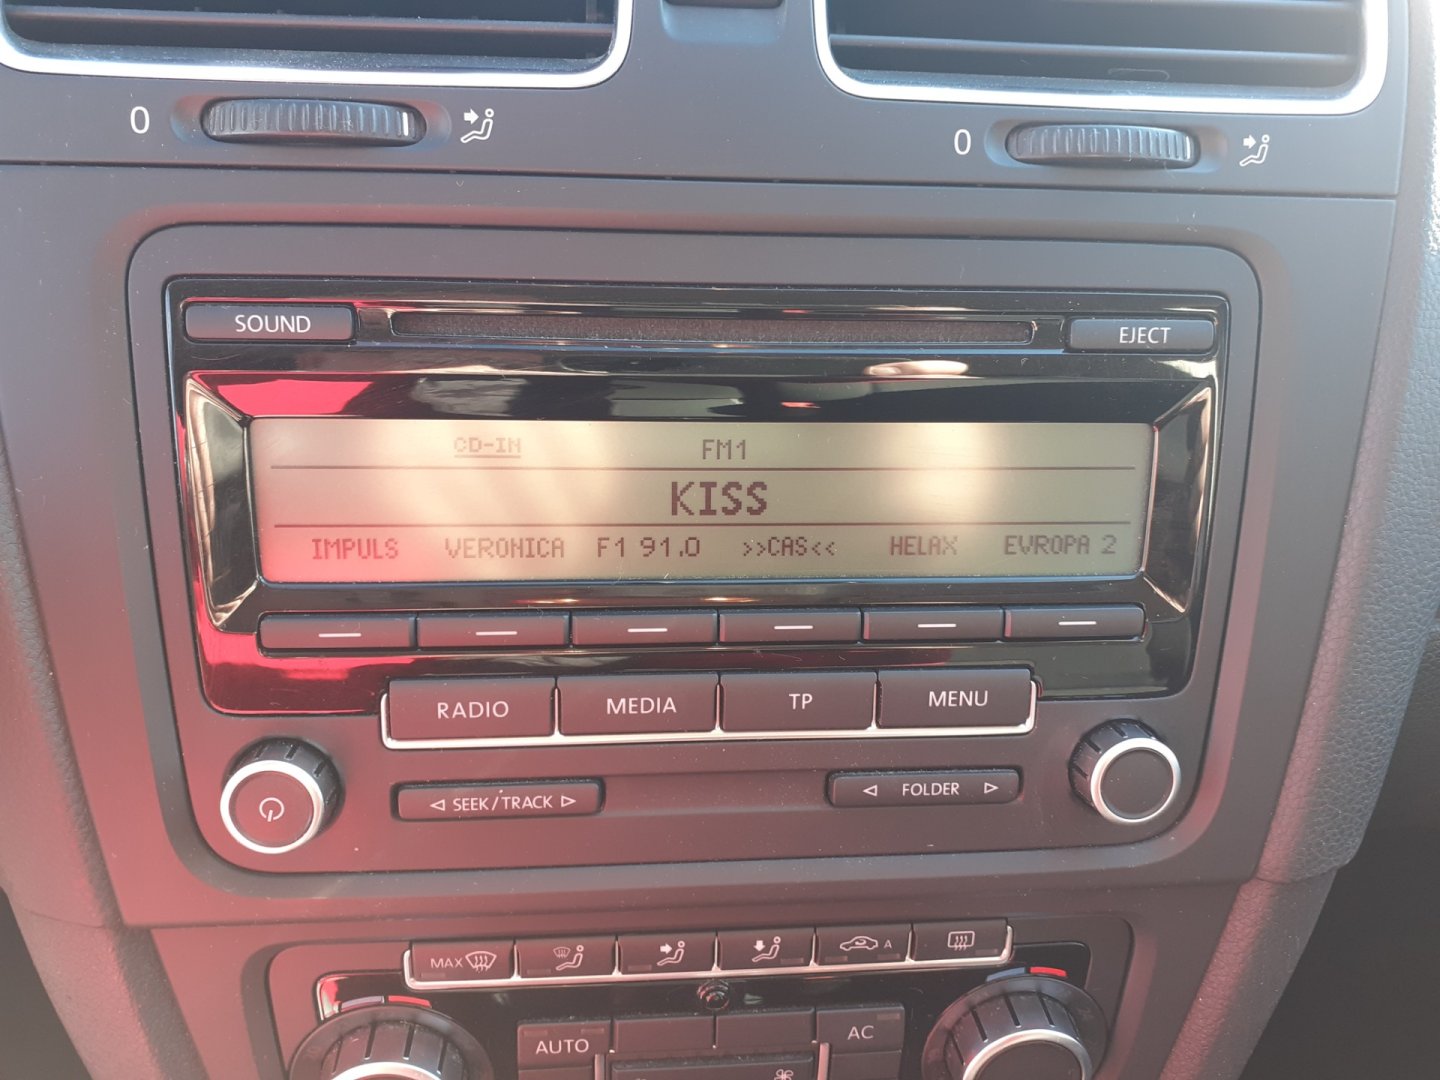 0
0
SOUND
EJECT
CD-IN FM1
KISS
IMPULS VERONICA F1 91.0 >>CAS<< HELAX EVROPA 2
RADIO MEDIA TP MENU
SEEK / TRACK
FOLDER
MAX A
AUTO AC